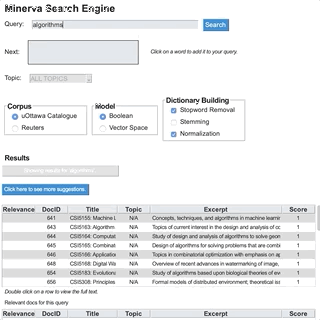 Minerva Search Engine
Query: algorithms Search
Next: Click on a word to add it to your query.
Topic: ALL TOPICS
Corpus Model Dictionary Building
uOttawa Catalogue Boolean Stopword Removal
Reuters Vector Space Stemming
Normalization
Results
Showing results for algorithms
Click here to see more suggestions.
Relevance DocID Title Topic Excerpt Score
641 CSI5155: Machine L N/A Concepts, techniques, and algorithms in machine learnir 1
643 CSI5163: Algorithm N/A Topics of current interest in the design and analysis of cc 1
644 CSI5164: Computat N/A Study of design and analysis of algorithms to solve geom 1
645 CSI5165: Combinat N/A Design of algorithms for solving problems that are combi 1
646 CSI5166: Applicatio N/A Topics in combinatorial optimization with emphasis on ap 1
648 CSI5168: Digital Wa N/A Overview of recent advances in watermarking of image, 1
654 CSI5183: Evolution N/A Study of algorithms based upon biological theories of ev 1
656 CSI5308: Principles N/A Formal models of distributed environment; theoretical is 1
Double click on a row to view the full text.
Relevant docs for this query
Relevance DocID Title Topic Excerpt Score